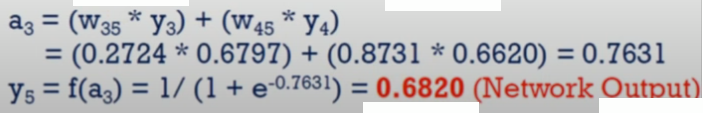 a₃ = (w₃₅ * y₃) + (w₄₅ * y₄)
= (0.2724 * 0.6797) + (0.8731 * 0.6620) = 0.7631
y₅ = f(a₃) = 1/ (1 + e⁻⁰·⁷⁶³¹) = 0.6820 (Network Output)